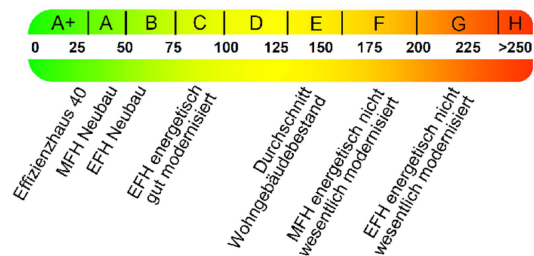 A+ A B C D E F G H
0 25 50 75 100 125 150 175 200 225 >250
Effizienzhaus 40
MFH Neubau
EFH Neubau
EFH energetisch
gut modernisiert
Durchschnitt
Wohngebäudebestand
MFH energetisch nicht
wesentlich modernisiert
EFH energetisch nicht
wesentlich modernisiert